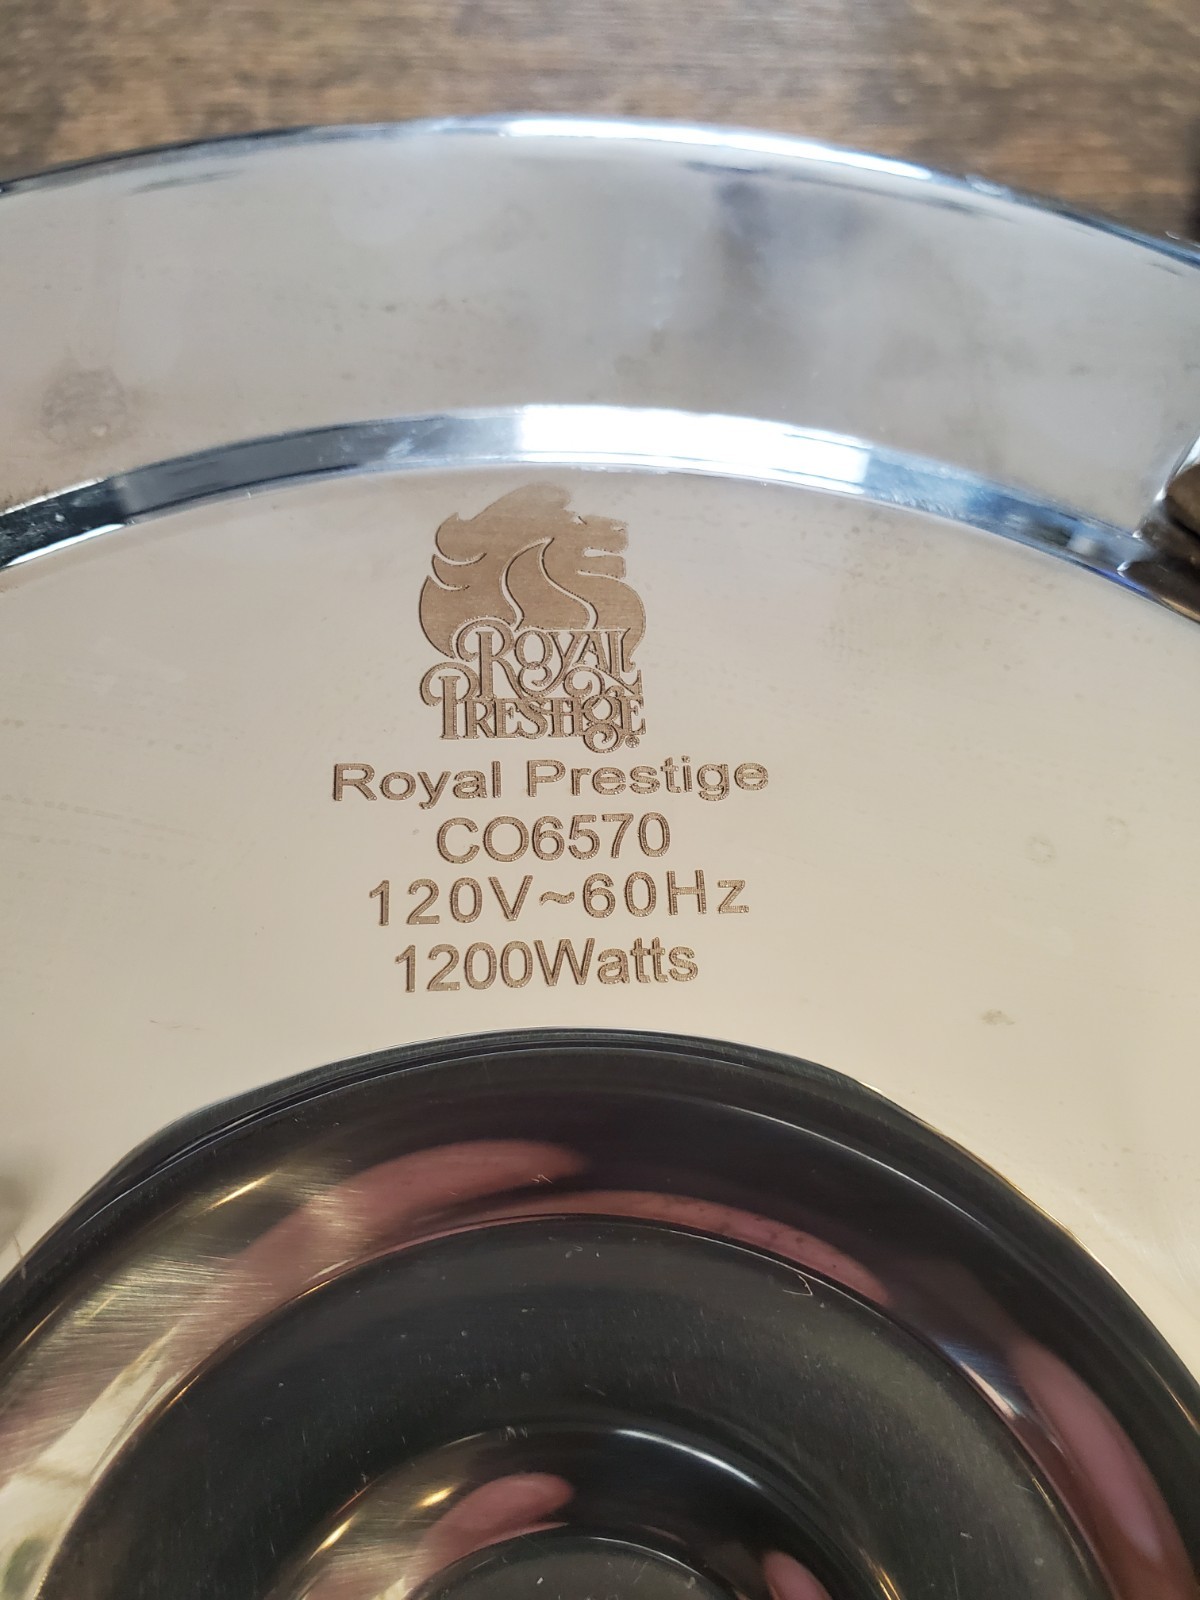 ROYAL
PRESTIGE®
Royal Prestige
CO6570
120V~60Hz
1200Watts